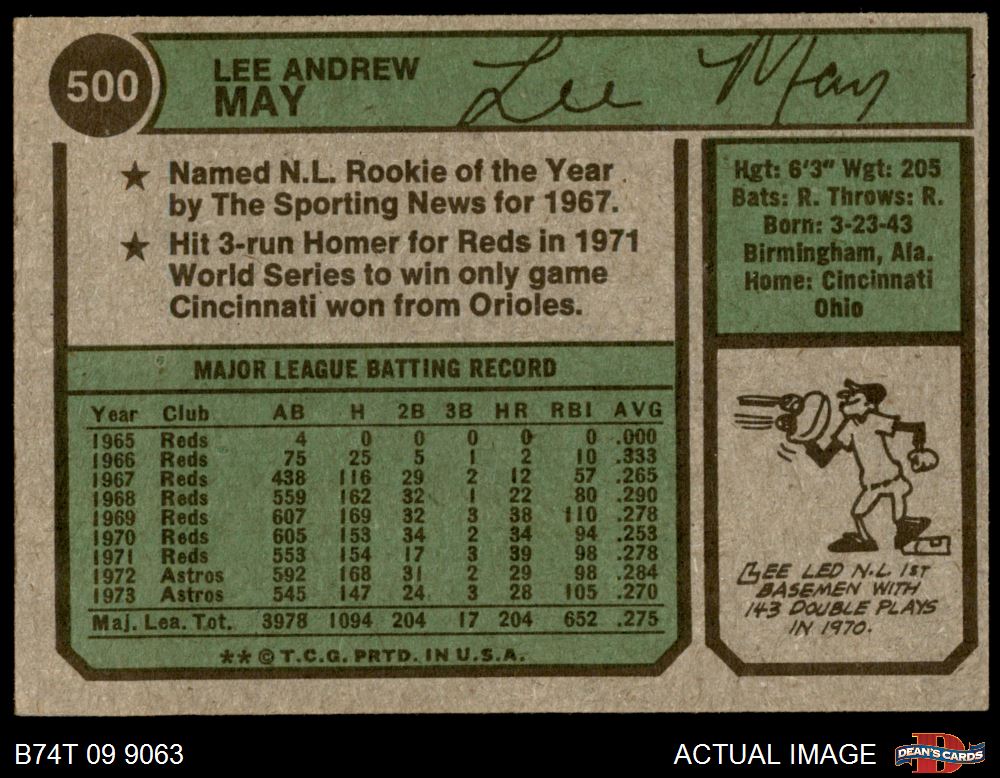 500
LEE ANDREW
MAY
Lee May
★ Named N.L. Rookie of the Year
by The Sporting News for 1967.
★ Hit 3-run Homer for Reds in 1971
World Series to win only game
Cincinnati won from Orioles.
Hgt: 6'3" Wgt: 205
Bats: R. Throws: R.
Born: 3-23-43
Birmingham, Ala.
Home: Cincinnati
Ohio
MAJOR LEAGUE BATTING RECORD
Year Club AB H 2B 3B HR RBI AVG
1965 Reds 4 0 0 0 0 0 .000
1966 Reds 75 25 5 1 2 10 .333
1967 Reds 438 116 29 2 12 57 .265
1968 Reds 559 162 32 1 22 80 .290
1969 Reds 607 169 32 3 38 110 .278
1970 Reds 605 153 34 2 34 94 .253
1971 Reds 553 154 17 3 39 98 .278
1972 Astros 592 168 31 2 29 98 .284
1973 Astros 545 147 24 3 28 105 .270
Maj. Lea. Tot. 3978 1094 204 17 204 652 .275
** © T.C.G. PRTD. IN U.S.A.
LEE LED N.L. 1ST
BASEMEN WITH
143 DOUBLE PLAYS
IN 1970.
B74T 09 9063
ACTUAL IMAGE
DEAN'S CARDS